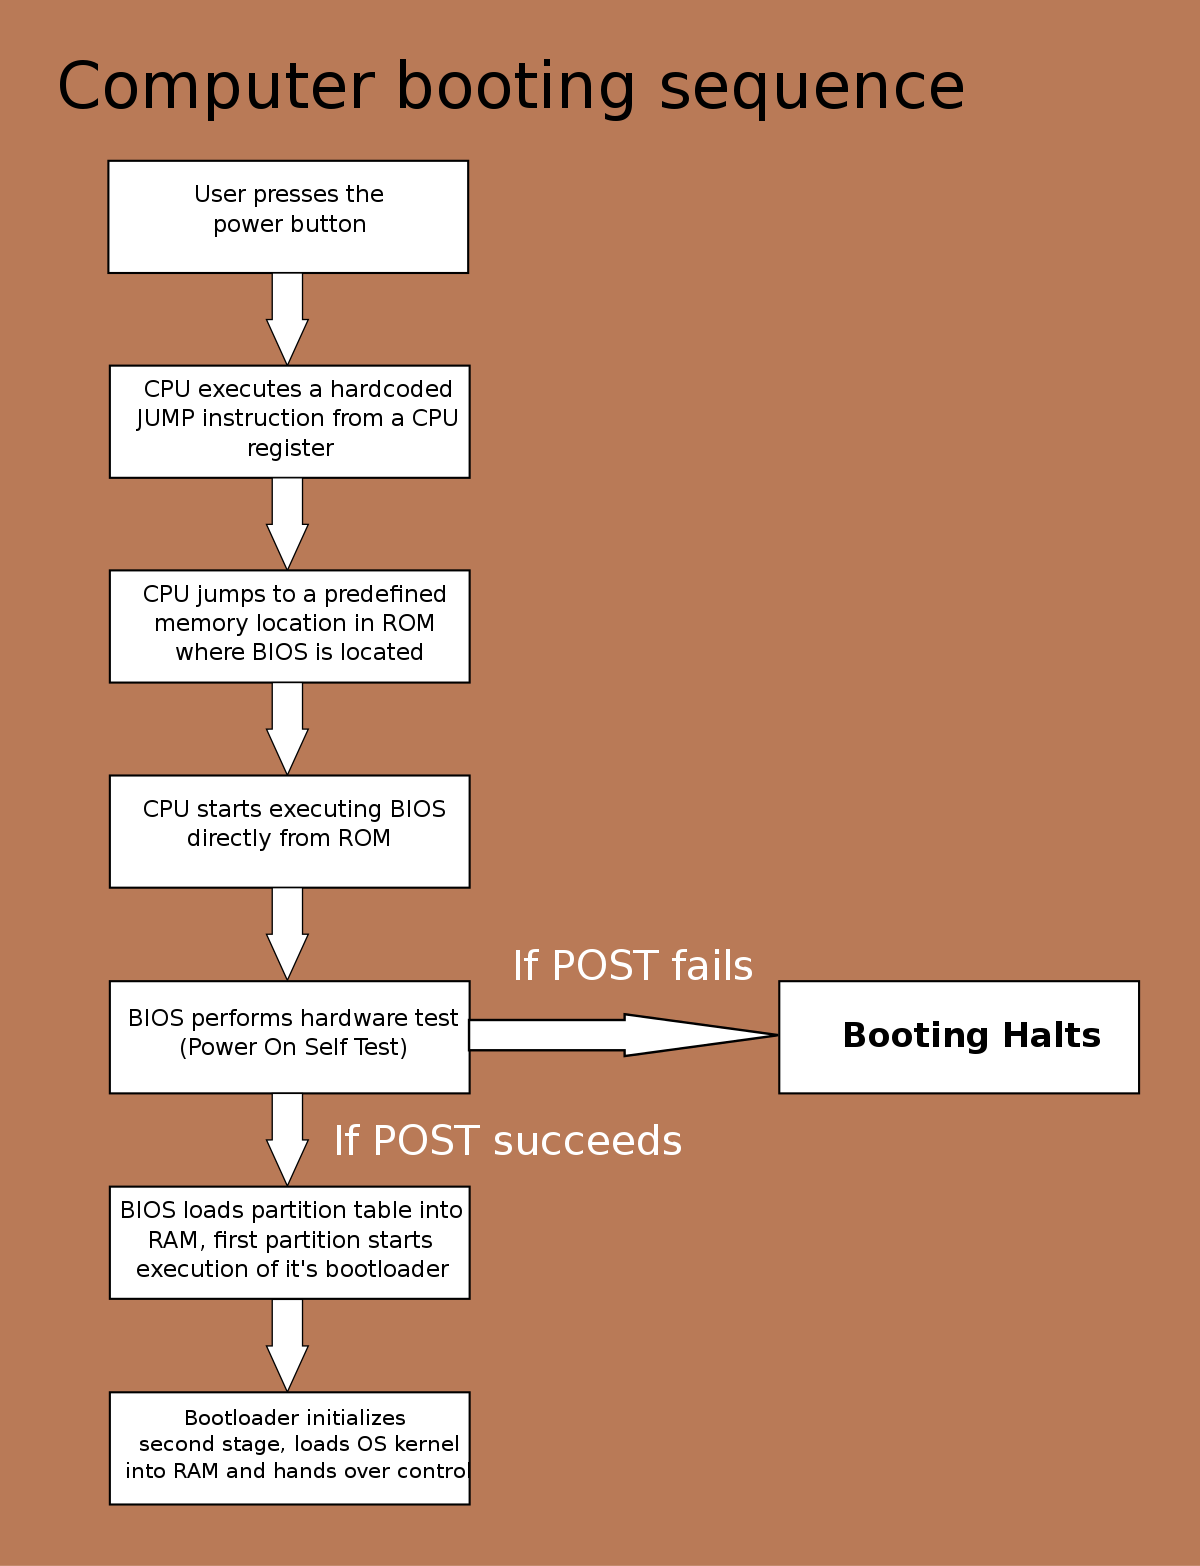 Computer booting sequence
User presses the
power button
CPU executes a hardcoded
JUMP instruction from a CPU
register
CPU jumps to a predefined
memory location in ROM
where BIOS is located
CPU starts executing BIOS
directly from ROM
If POST fails
BIOS performs hardware test
(Power On Self Test)
Booting Halts
If POST succeeds
BIOS loads partition table into
RAM, first partition starts
execution of it's bootloader
Bootloader initializes
second stage, loads OS kernel
into RAM and hands over control